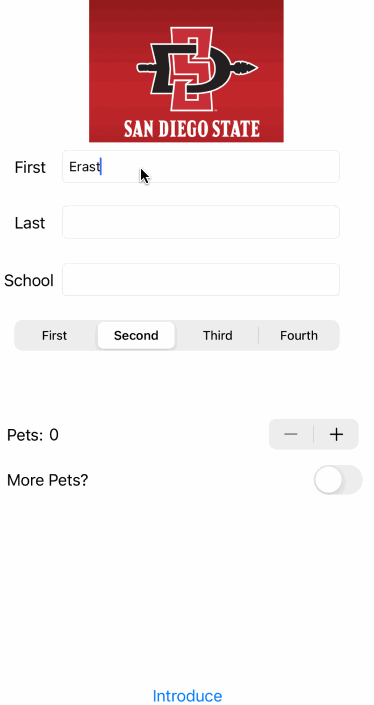 SAN DIEGO STATE
First Erast
Last
School
First Second Third Fourth
Pets: 0 − +
More Pets?
Introduce